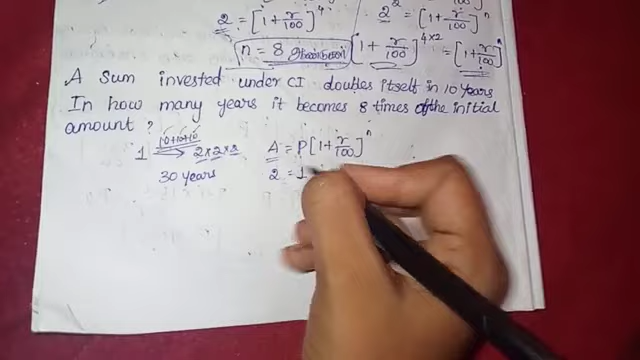 2 = [1+r/100]^4
2^2 = [1+r/100]^n
n = 8 ஆண்டுகள் [1+r/100]^4×2 = [1+r/100]^n
A Sum invested under CI doubles itself in 10 years
In how many years it becomes 8 times of the initial
amount ?
10+10+10
1 → 2×2×2 A = P[1+r/100]^n
30 years 2 = 1